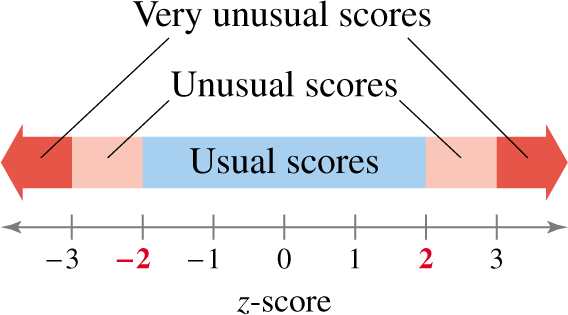 Very unusual scores
Unusual scores
Usual scores
−3 −2 −1 0 1 2 3
z-score